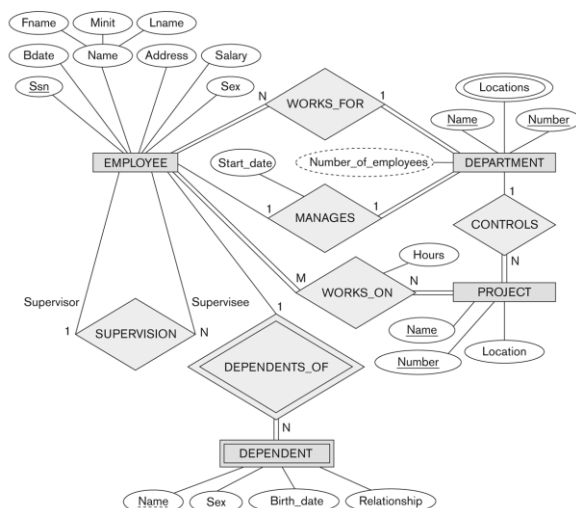 Fname Minit Lname
Bdate Name Address Salary
Ssn Sex
N WORKS_FOR 1
Locations
Name Number
EMPLOYEE
Start_date
Number_of_employees
DEPARTMENT
1 MANAGES 1
1
CONTROLS
N
Hours
M WORKS_ON N
PROJECT
Supervisor Supervisee
1 SUPERVISION N
1
Name
Number
Location
DEPENDENTS_OF
N
DEPENDENT
Name Sex Birth_date Relationship